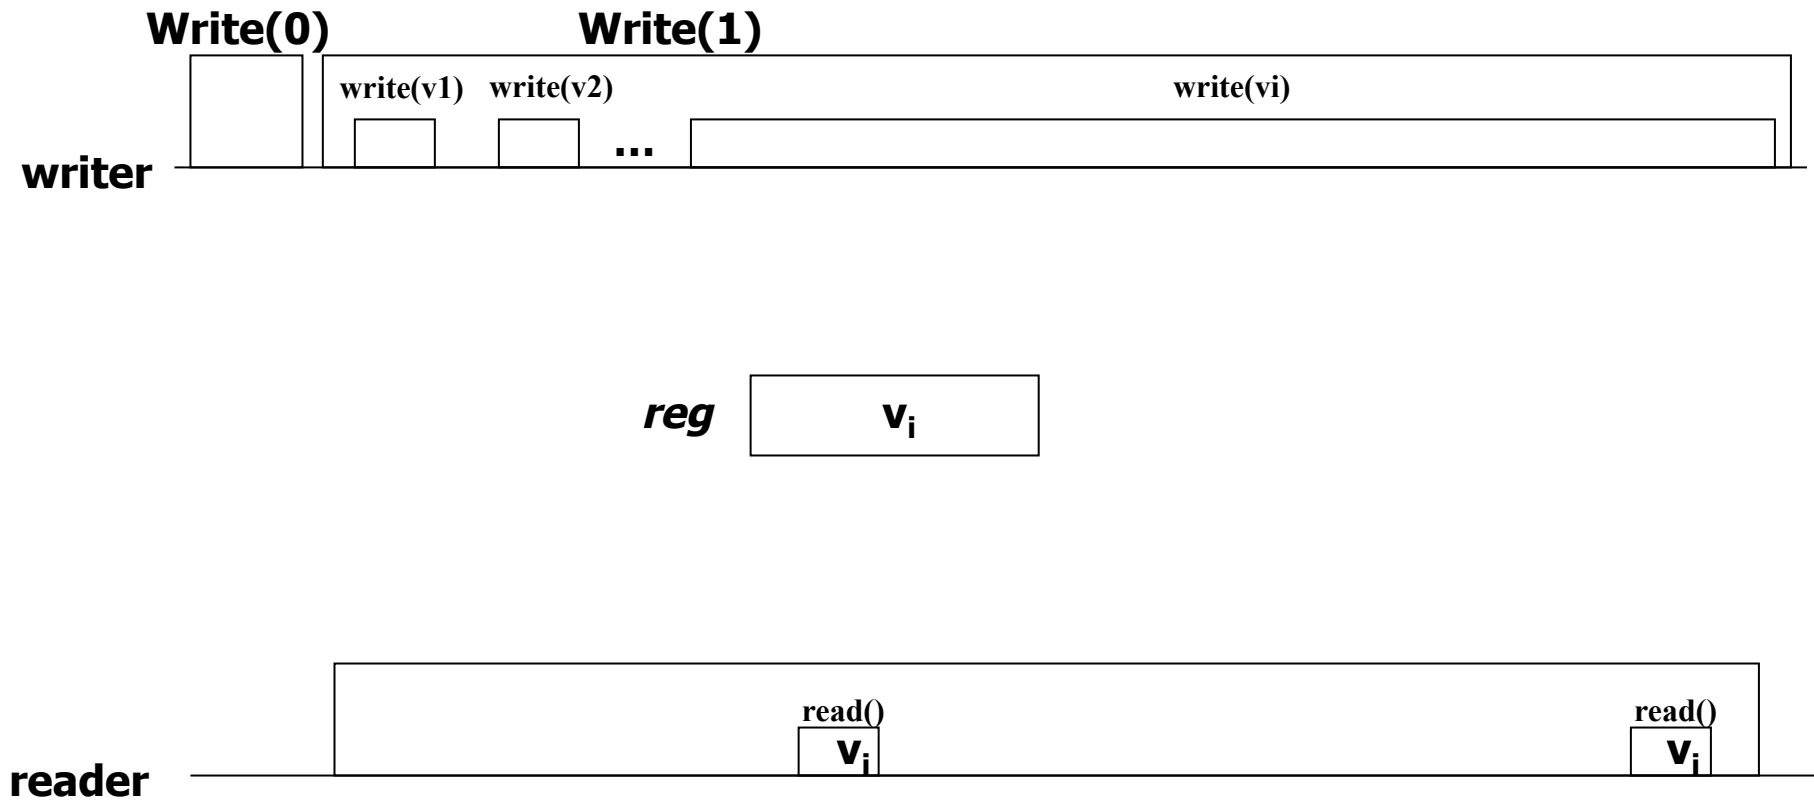 Write(0) Write(1)
write(v1) write(v2) write(vi)
...
writer
reg vi
read() read()
vi vi
reader